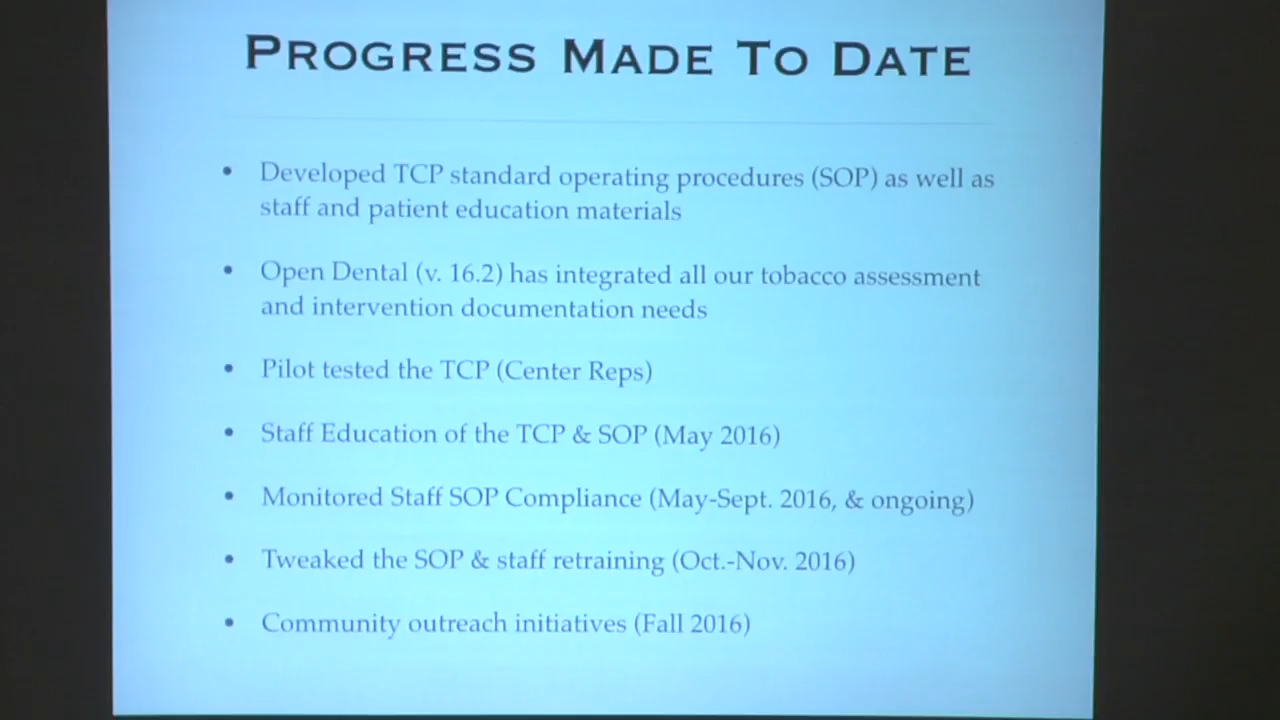 PROGRESS MADE TO DATE
• Developed TCP standard operating procedures (SOP) as well as
staff and patient education materials
• Open Dental (v. 16.2) has integrated all our tobacco assessment
and intervention documentation needs
• Pilot tested the TCP (Center Reps)
• Staff Education of the TCP & SOP (May 2016)
• Monitored Staff SOP Compliance (May-Sept. 2016, & ongoing)
• Tweaked the SOP & staff retraining (Oct.-Nov. 2016)
• Community outreach initiatives (Fall 2016)